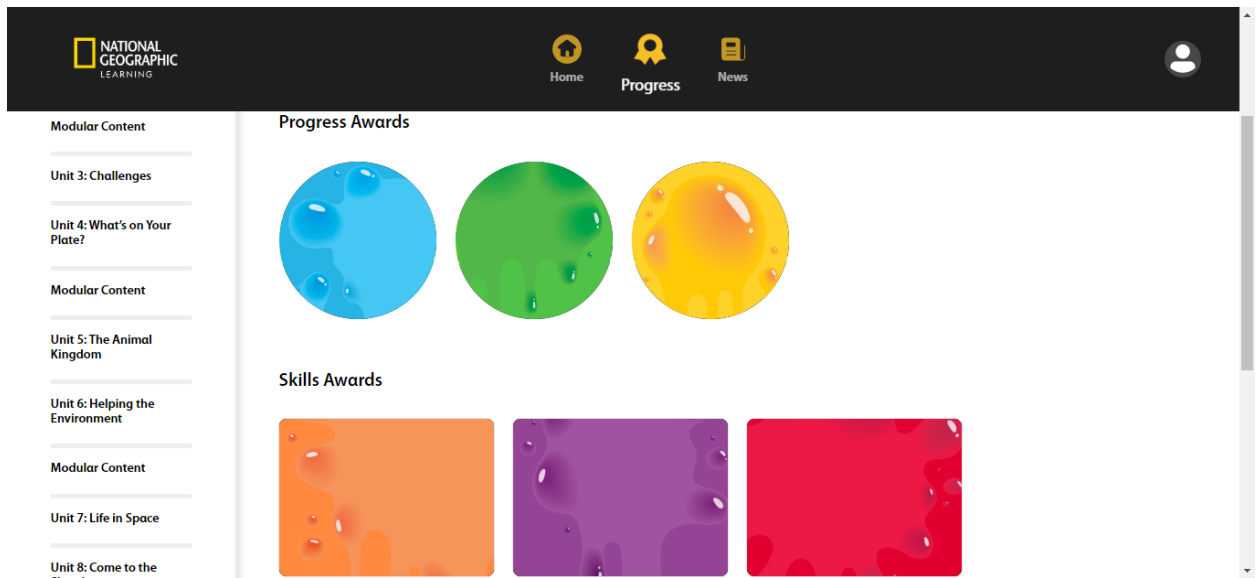 NATIONAL
GEOGRAPHIC
LEARNING
Home
Progress
News
Modular Content
Unit 3: Challenges
Unit 4: What's on Your
Plate?
Modular Content
Unit 5: The Animal
Kingdom
Unit 6: Helping the
Environment
Modular Content
Unit 7: Life in Space
Unit 8: Come to the
Progress Awards
Skills Awards